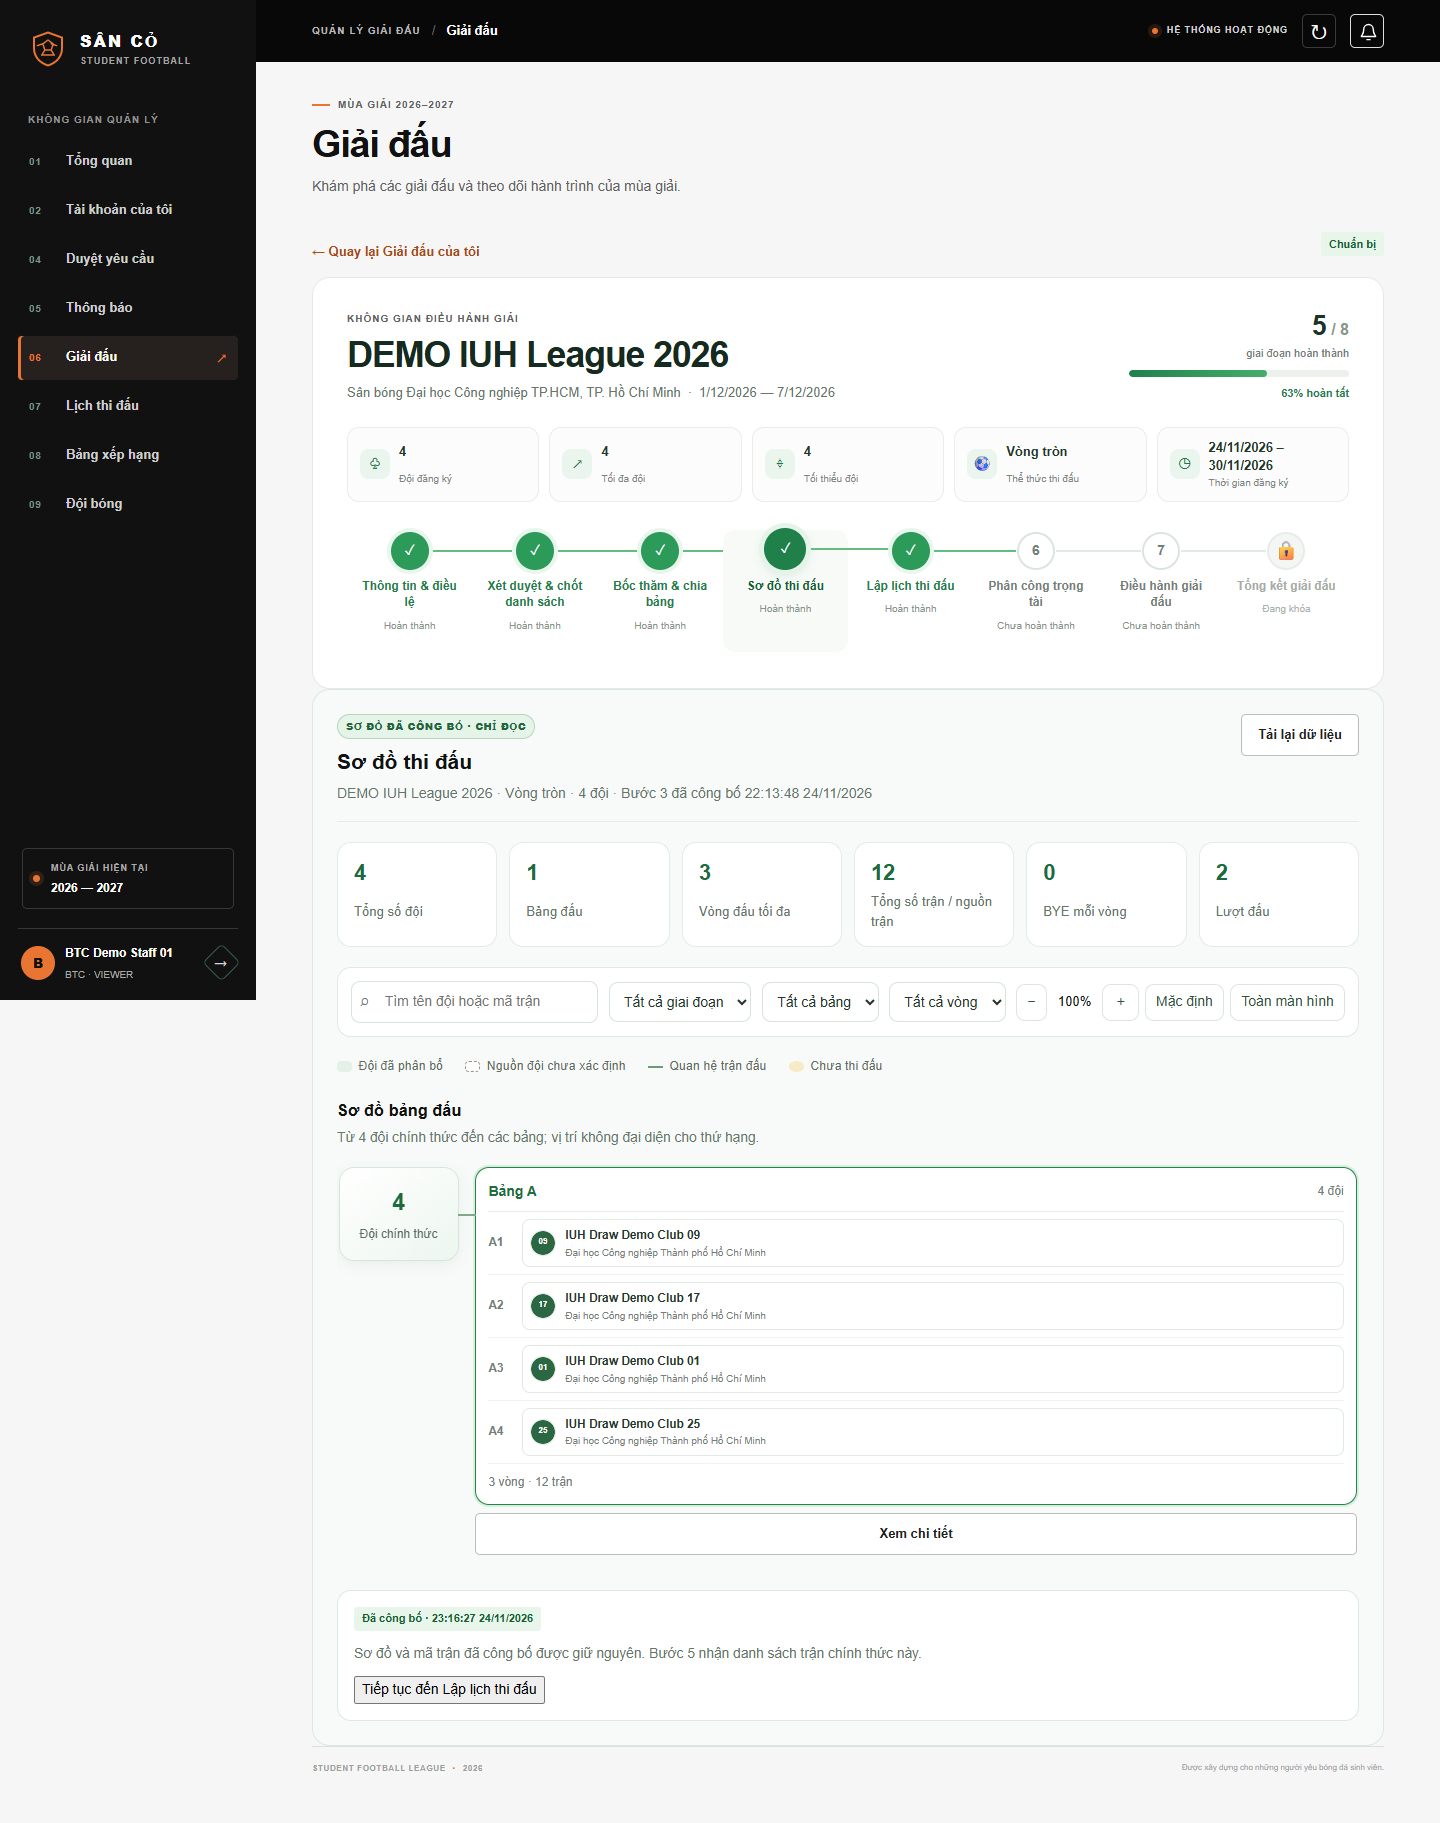 SÂN CỎ
STUDENT FOOTBALL
KHÔNG GIAN QUẢN LÝ
01 Tổng quan
02 Tài khoản của tôi
04 Duyệt yêu cầu
05 Thông báo
06 Giải đấu ↗
07 Lịch thi đấu
08 Bảng xếp hạng
09 Đội bóng
MÙA GIẢI HIỆN TẠI
2026 — 2027
B
BTC Demo Staff 01
BTC · VIEWER
→
QUẢN LÝ GIẢI ĐẤU / Giải đấu
HỆ THỐNG HOẠT ĐỘNG
MÙA GIẢI 2026–2027
Giải đấu
Khám phá các giải đấu và theo dõi hành trình của mùa giải.
← Quay lại Giải đấu của tôi
Chuẩn bị
KHÔNG GIAN ĐIỀU HÀNH GIẢI
DEMO IUH League 2026
Sân bóng Đại học Công nghiệp TP.HCM, TP. Hồ Chí Minh · 1/12/2026 — 7/12/2026
5 / 8
giai đoạn hoàn thành
63% hoàn tất
4
Đội đăng ký
4
Tối đa đội
4
Tối thiểu đội
Vòng tròn
Thể thức thi đấu
24/11/2026 –
30/11/2026
Thời gian đăng ký
✓
Thông tin & điều
lệ
Hoàn thành
✓
Xét duyệt & chốt
danh sách
Hoàn thành
✓
Bốc thăm & chia
bảng
Hoàn thành
✓
Sơ đồ thi đấu
Hoàn thành
✓
Lập lịch thi đấu
Hoàn thành
6
Phân công trọng
tài
Chưa hoàn thành
7
Điều hành giải
đấu
Chưa hoàn thành
Tổng kết giải đấu
Đang khóa
SƠ ĐỒ ĐÃ CÔNG BỐ · CHỈ ĐỌC
Sơ đồ thi đấu
DEMO IUH League 2026 · Vòng tròn · 4 đội · Bước 3 đã công bố 22:13:48 24/11/2026
Tải lại dữ liệu
4
Tổng số đội
1
Bảng đấu
3
Vòng đấu tối đa
12
Tổng số trận / nguồn
trận
0
BYE mỗi vòng
2
Lượt đấu
Tìm tên đội hoặc mã trận
Tất cả giai đoạn
Tất cả bảng
Tất cả vòng
−
100%
+
Mặc định
Toàn màn hình
Đội đã phân bổ
Nguồn đội chưa xác định
Quan hệ trận đấu
Chưa thi đấu
Sơ đồ bảng đấu
Từ 4 đội chính thức đến các bảng; vị trí không đại diện cho thứ hạng.
4
Đội chính thức
Bảng A
4 đội
A1 09 IUH Draw Demo Club 09
Đại học Công nghiệp Thành phố Hồ Chí Minh
A2 17 IUH Draw Demo Club 17
Đại học Công nghiệp Thành phố Hồ Chí Minh
A3 01 IUH Draw Demo Club 01
Đại học Công nghiệp Thành phố Hồ Chí Minh
A4 25 IUH Draw Demo Club 25
Đại học Công nghiệp Thành phố Hồ Chí Minh
3 vòng · 12 trận
Xem chi tiết
Đã công bố · 23:16:27 24/11/2026
Sơ đồ và mã trận đã công bố được giữ nguyên. Bước 5 nhận danh sách trận chính thức này.
Tiếp tục đến Lập lịch thi đấu
STUDENT FOOTBALL LEAGUE • 2026
Được xây dựng cho những người yêu bóng đá sinh viên.